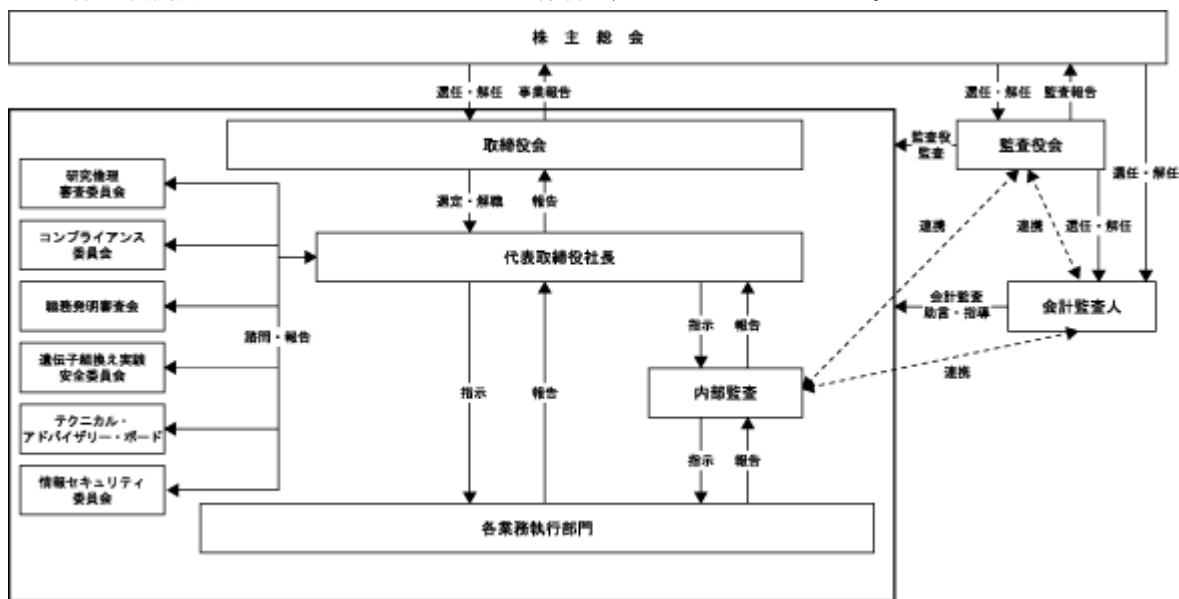 株主総会
選任・解任
事業報告
選任・解任
監査報告
取締役会
監査役
監査
監査役会
研究倫理
審査委員会
選任・解任
選定・解職
報告
連携
連携
選任・解任
コンプライアンス
委員会
代表取締役社長
職務発明審査会
会計監査
助言・指導
会計監査人
諮問・報告
指示
報告
遺伝子組換え実験
安全委員会
連携
指示
報告
内部監査
テクニカル・
アドバイザリー・ボード
指示
報告
情報セキュリティ
委員会
各業務執行部門